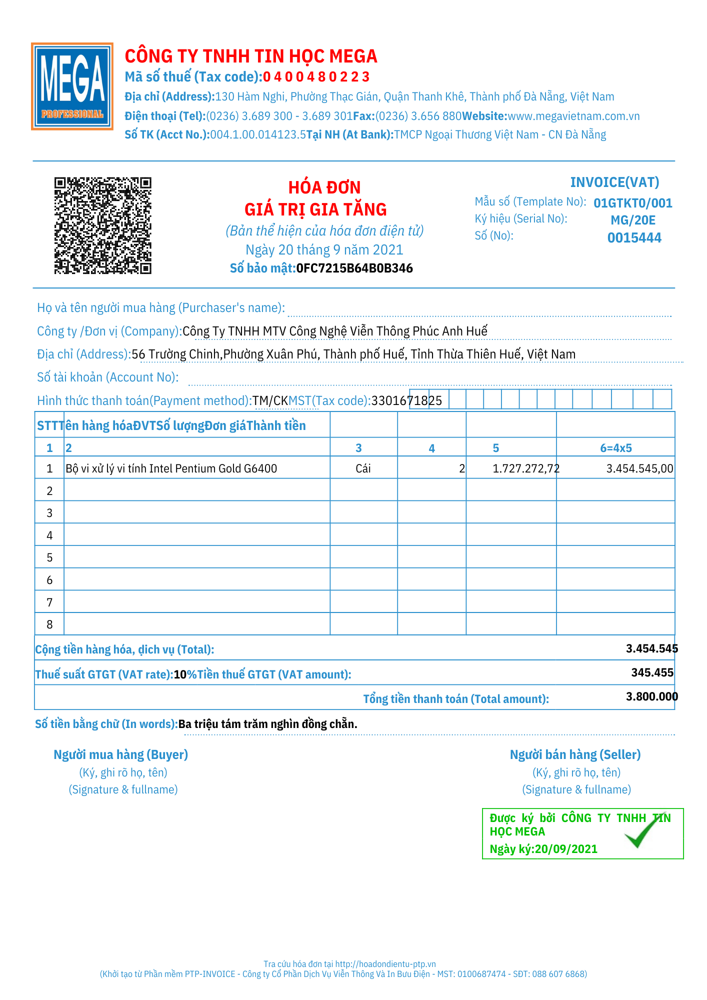 MEGA
PROFESSIONAL
CÔNG TY TNHH TIN HỌC MEGA
Mã số thuế (Tax code):0 4 0 0 4 8 0 2 2 3
Địa chỉ (Address):130 Hàm Nghi, Phường Thạc Gián, Quận Thanh Khê, Thành phố Đà Nẵng, Việt Nam
Điện thoại (Tel):(0236) 3.689 300 - 3.689 301Fax:(0236) 3.656 880Website:www.megavietnam.com.vn
Số TK (Acct No.):004.1.00.014123.5Tại NH (At Bank):TMCP Ngoại Thương Việt Nam - CN Đà Nẵng
HÓA ĐƠN
GIÁ TRỊ GIA TĂNG
(Bản thể hiện của hóa đơn điện tử)
Ngày 20 tháng 9 năm 2021
Số bảo mật:0FC7215B64B0B346
INVOICE(VAT)
Mẫu số (Template No): 01GTKT0/001
Ký hiệu (Serial No): MG/20E
Số (No): 0015444
Họ và tên người mua hàng (Purchaser's name):
Công ty /Đơn vị (Company):Công Ty TNHH MTV Công Nghệ Viễn Thông Phúc Anh Huế
Địa chỉ (Address):56 Trường Chinh,Phường Xuân Phú, Thành phố Huế, Tỉnh Thừa Thiên Huế, Việt Nam
Số tài khoản (Account No):
Hình thức thanh toán(Payment method):TM/CKMST(Tax code):3301671825
STTTên hàng hóaĐVTSố lượngĐơn giáThành tiền
1 2 3 4 5 6=4x5
1 Bộ vi xử lý vi tính Intel Pentium Gold G6400 Cái 2 1.727.272,72 3.454.545,00
2
3
4
5
6
7
8
Cộng tiền hàng hóa, dịch vụ (Total): 3.454.545
Thuế suất GTGT (VAT rate):10%Tiền thuế GTGT (VAT amount): 345.455
Tổng tiền thanh toán (Total amount): 3.800.000
Số tiền bằng chữ (In words):Ba triệu tám trăm nghìn đồng chẵn.
Người mua hàng (Buyer) Người bán hàng (Seller)
(Ký, ghi rõ họ, tên) (Ký, ghi rõ họ, tên)
(Signature & fullname) (Signature & fullname)
Được ký bởi CÔNG TY TNHH TIN
HỌC MEGA
Ngày ký:20/09/2021
Tra cứu hóa đơn tại http://hoadondientu-ptp.vn
(Khởi tạo từ Phần mềm PTP-INVOICE - Công ty Cổ Phần Dịch Vụ Viễn Thông Và In Bưu Điện - MST: 0100687474 - SĐT: 088 607 6868)